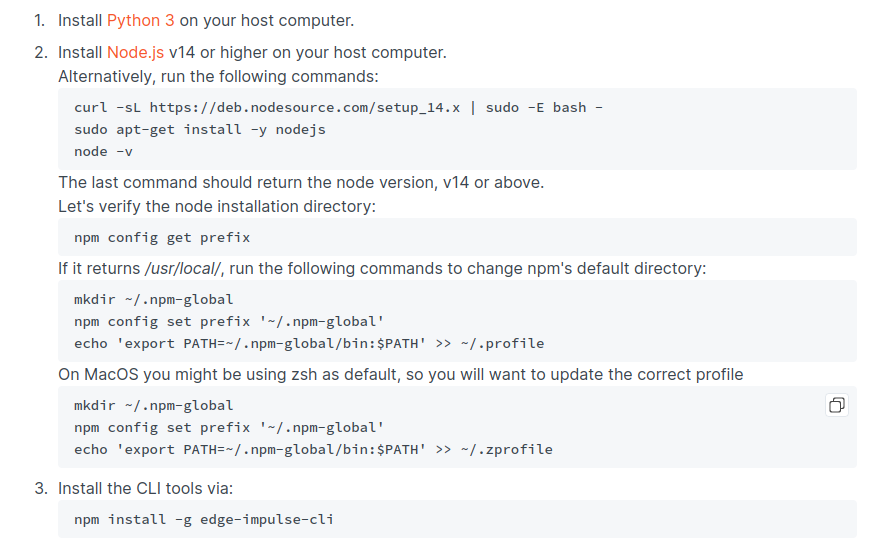 1. Install Python 3 on your host computer.
2. Install Node.js v14 or higher on your host computer.
Alternatively, run the following commands:
curl -sL https://deb.nodesource.com/setup_14.x | sudo -E bash -
sudo apt-get install -y nodejs
node -v
The last command should return the node version, v14 or above.
Let's verify the node installation directory:
npm config get prefix
If it returns /usr/local/, run the following commands to change npm's default directory:
mkdir ~/.npm-global
npm config set prefix '~/.npm-global'
echo 'export PATH=~/.npm-global/bin:$PATH' >> ~/.profile
On MacOS you might be using zsh as default, so you will want to update the correct profile
mkdir ~/.npm-global
npm config set prefix '~/.npm-global'
echo 'export PATH=~/.npm-global/bin:$PATH' >> ~/.zprofile
3. Install the CLI tools via:
npm install -g edge-impulse-cli